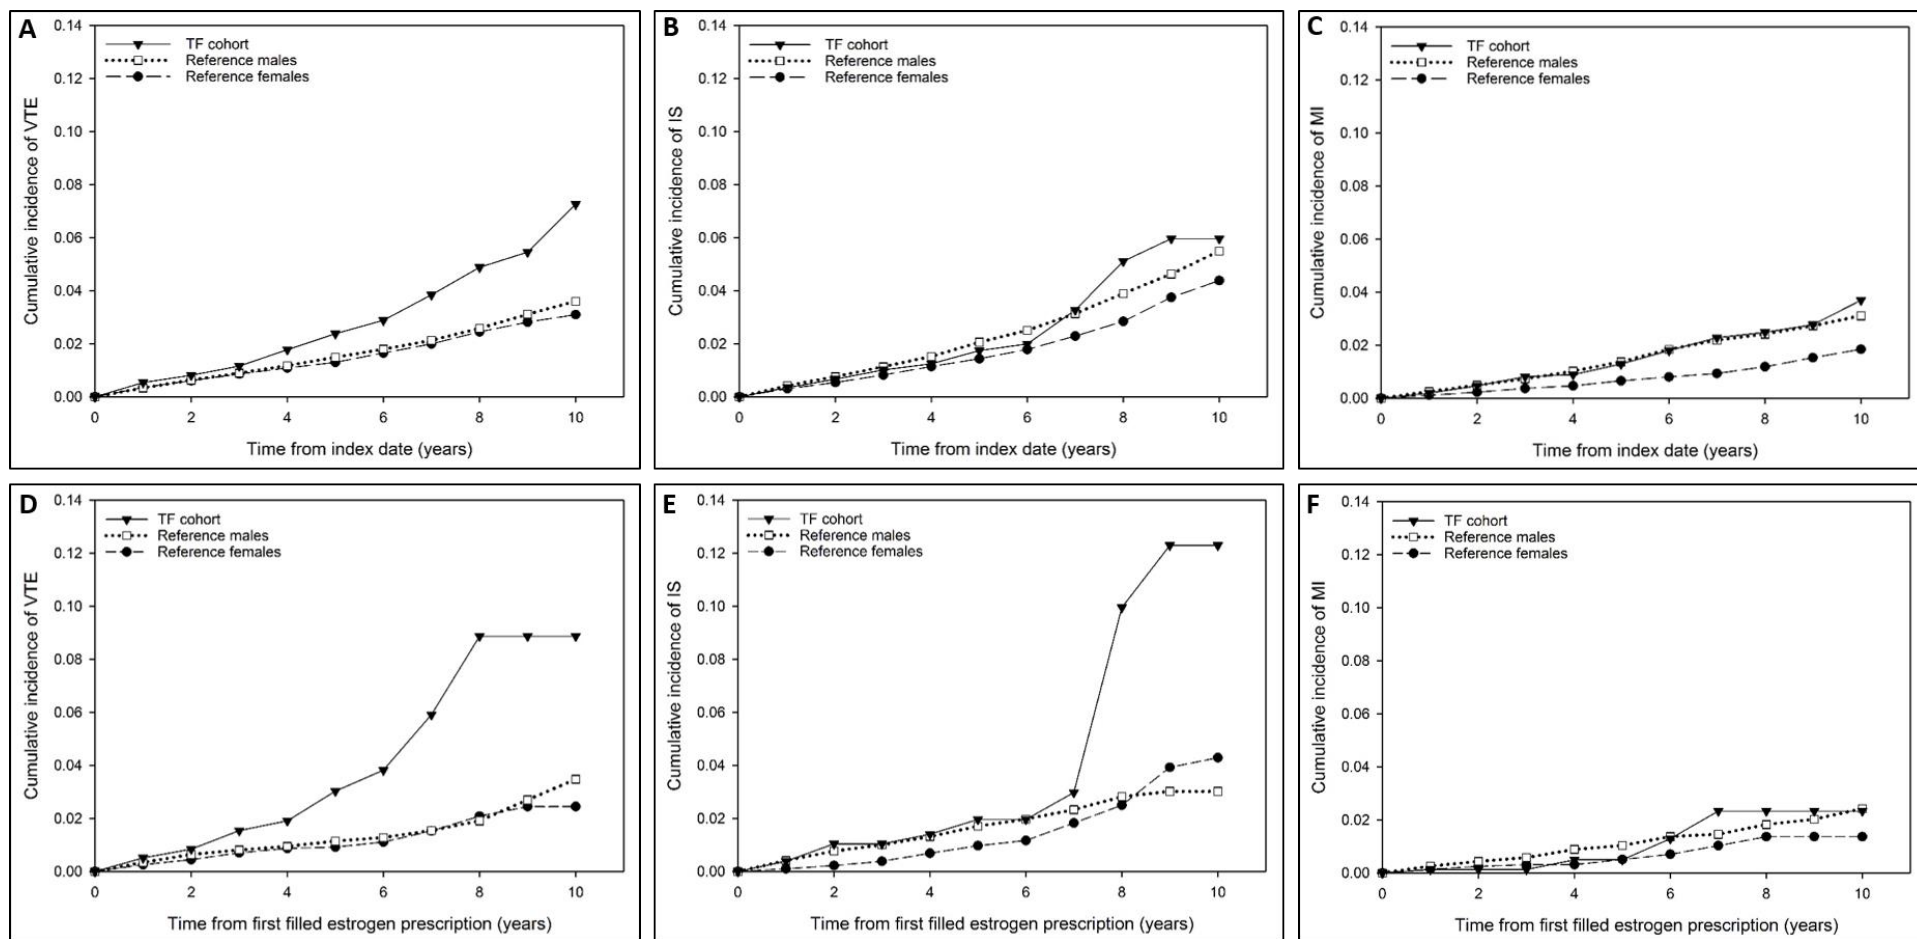 A
TF cohort
Reference males
Reference females
Cumulative incidence of VTE
0.14
0.12
0.10
0.08
0.06
0.04
0.02
0.00
0 2 4 6 8 10
Time from index date (years)
B
TF cohort
Reference males
Reference females
Cumulative incidence of IS
0.14
0.12
0.10
0.08
0.06
0.04
0.02
0.00
0 2 4 6 8 10
Time from index date (years)
C
TF cohort
Reference males
Reference females
Cumulative incidence of MI
0.14
0.12
0.10
0.08
0.06
0.04
0.02
0.00
0 2 4 6 8 10
Time from index date (years)
D
TF cohort
Reference males
Reference females
Cumulative incidence of VTE
0.14
0.12
0.10
0.08
0.06
0.04
0.02
0.00
0 2 4 6 8 10
Time from first filled estrogen prescription (years)
E
TF cohort
Reference males
Reference females
Cumulative incidence of IS
0.14
0.12
0.10
0.08
0.06
0.04
0.02
0.00
0 2 4 6 8 10
Time from first filled estrogen prescription (years)
F
TF cohort
Reference males
Reference females
Cumulative incidence of MI
0.14
0.12
0.10
0.08
0.06
0.04
0.02
0.00
0 2 4 6 8 10
Time from first filled estrogen prescription (years)